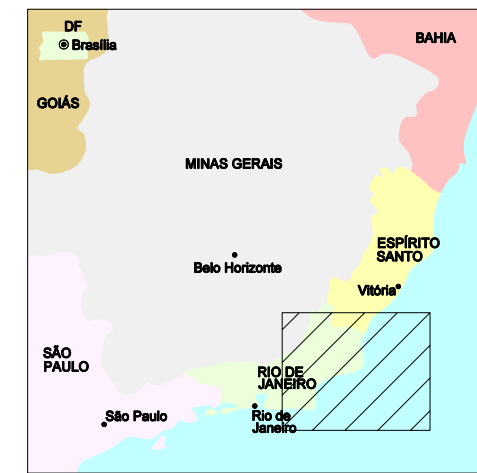 DF
Brasília
BAHIA
GOIÁS
MINAS GERAIS
ESPÍRITO
SANTO
Belo Horizonte
Vitória
SÃO
PAULO
RIO DE
JANEIRO
São Paulo
Rio de
Janeiro